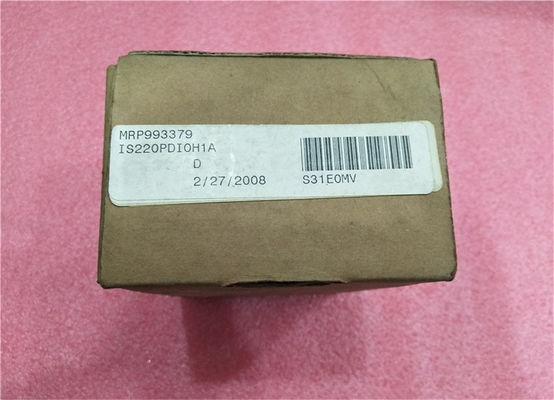 MRP993379
IS220PDIOH1A
D
2/27/2008 S31E0MV